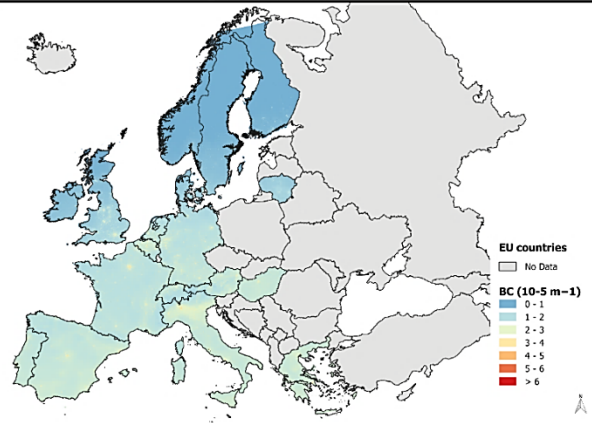 EU countries
No Data
BC (10-5 m−1)
0 - 1
1 - 2
2 - 3
3 - 4
4 - 5
5 - 6
> 6
N